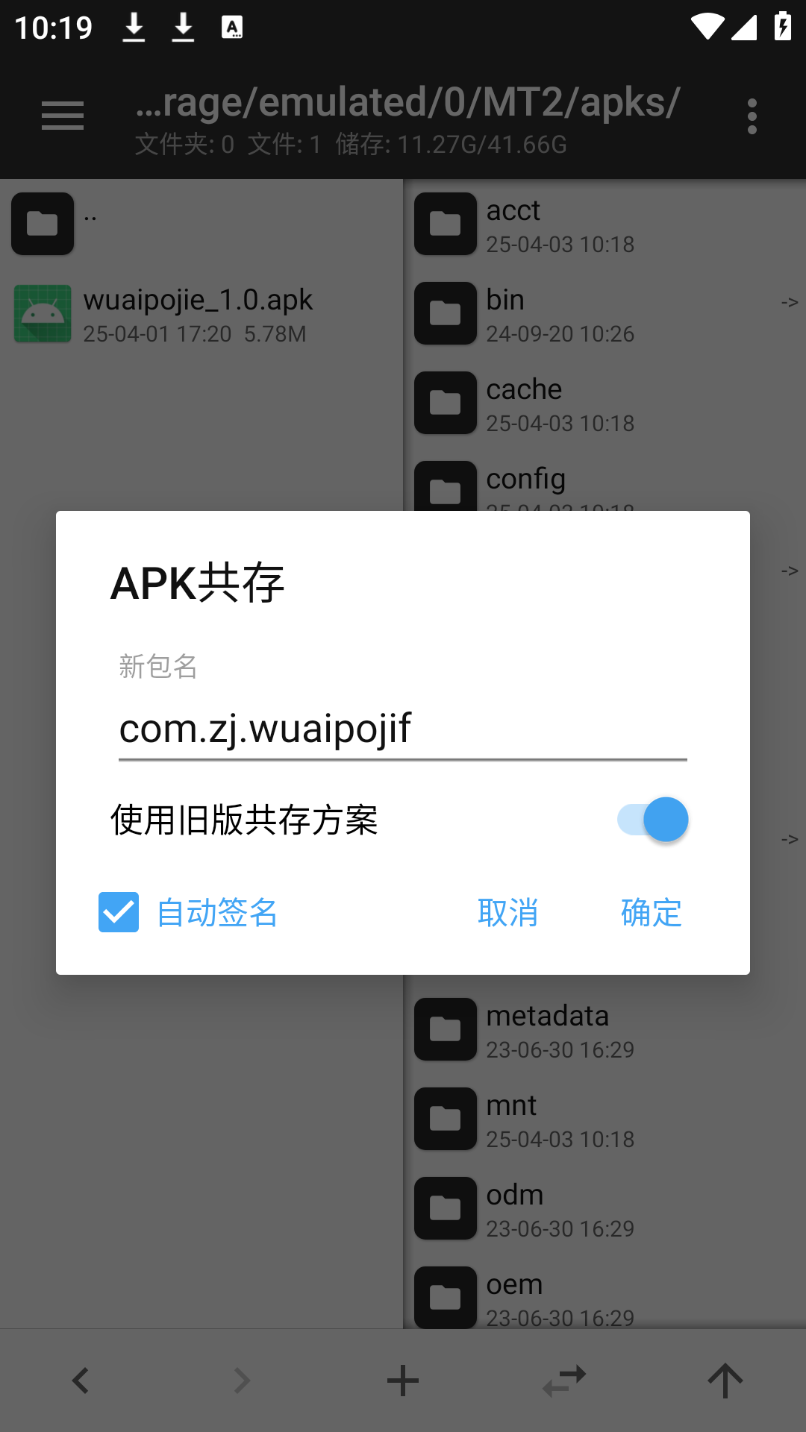 10:19
A
...rage/emulated/0/MT2/apks/
文件夹: 0 文件: 1 储存: 11.27G/41.66G
..
wuaipojie_1.0.apk
25-04-01 17:20 5.78M
acct
25-04-03 10:18
bin
->
24-09-20 10:26
cache
25-04-03 10:18
config
->
APK共存
新包名
com.zj.wuaipojif
使用旧版共存方案
->
自动签名
取消
确定
metadata
23-06-30 16:29
mnt
25-04-03 10:18
odm
23-06-30 16:29
oem
23-06-30 16:29